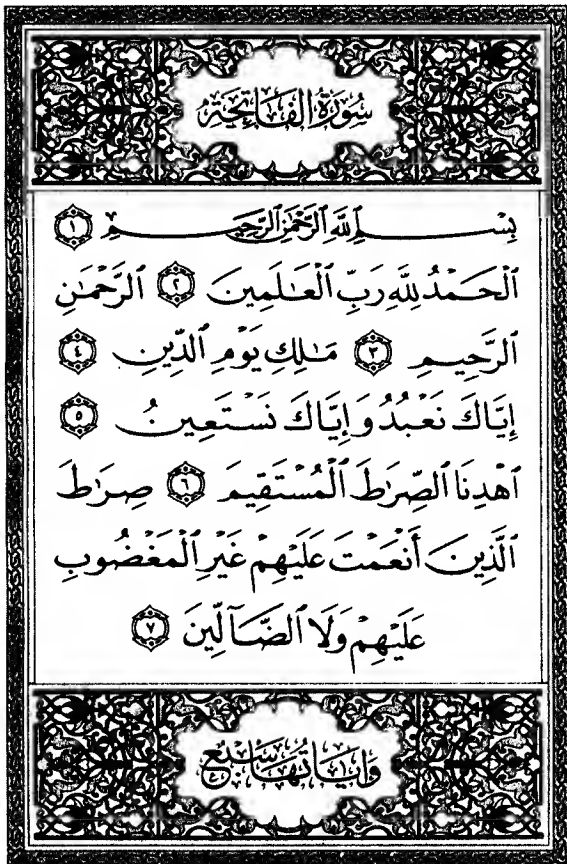 سُورَةُ الفَاتِحَة
بِسْمِ ٱللَّهِ ٱلرَّحْمَٰنِ ٱلرَّحِيمِ ١
ٱلْحَمْدُ لِلَّهِ رَبِّ ٱلْعَٰلَمِينَ ٢ ٱلرَّحْمَٰنِ
ٱلرَّحِيمِ ٣ مَٰلِكِ يَوْمِ ٱلدِّينِ ٤
إِيَّاكَ نَعْبُدُ وَإِيَّاكَ نَسْتَعِينُ ٥
ٱهْدِنَا ٱلصِّرَٰطَ ٱلْمُسْتَقِيمَ ٦ صِرَٰطَ
ٱلَّذِينَ أَنْعَمْتَ عَلَيْهِمْ غَيْرِ ٱلْمَغْضُوبِ
عَلَيْهِمْ وَلَا ٱلضَّآلِّينَ ٧
وَآيَاتُهَا سَبْعٌ